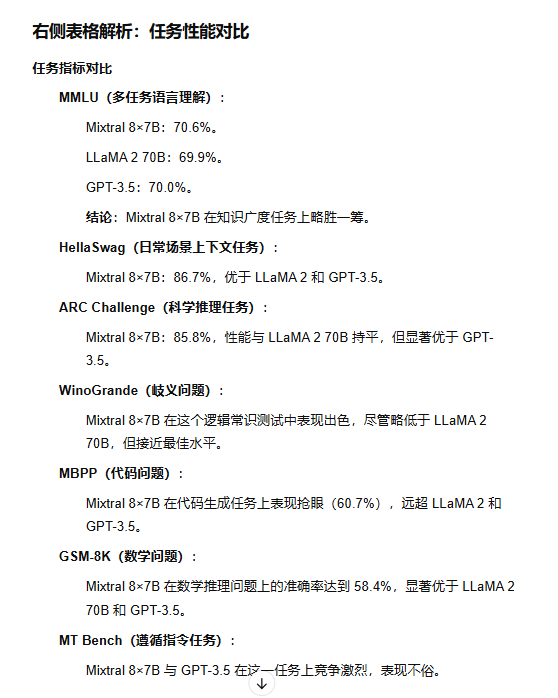 右侧表格解析：任务性能对比
任务指标对比
MMLU（多任务语言理解）：
Mixtral 8×7B：70.6%。
LLaMA 2 70B：69.9%。
GPT-3.5：70.0%。
结论：Mixtral 8×7B 在知识广度任务上略胜一筹。
HellaSwag（日常场景上下文任务）：
Mixtral 8×7B：86.7%，优于 LLaMA 2 和 GPT-3.5。
ARC Challenge（科学推理任务）：
Mixtral 8×7B：85.8%，性能与 LLaMA 2 70B 持平，但显著优于 GPT-
3.5。
WinoGrande（歧义问题）：
Mixtral 8×7B 在这个逻辑常识测试中表现出色，尽管略低于 LLaMA 2
70B，但接近最佳水平。
MBPP（代码问题）：
Mixtral 8×7B 在代码生成任务上表现抢眼（60.7%），远超 LLaMA 2 和
GPT-3.5。
GSM-8K（数学问题）：
Mixtral 8×7B 在数学推理问题上的准确率达到 58.4%，显著优于 LLaMA 2
70B 和 GPT-3.5。
MT Bench（遵循指令任务）：
Mixtral 8×7B 与 GPT-3.5 在这一任务上竞争激烈，表现不俗。